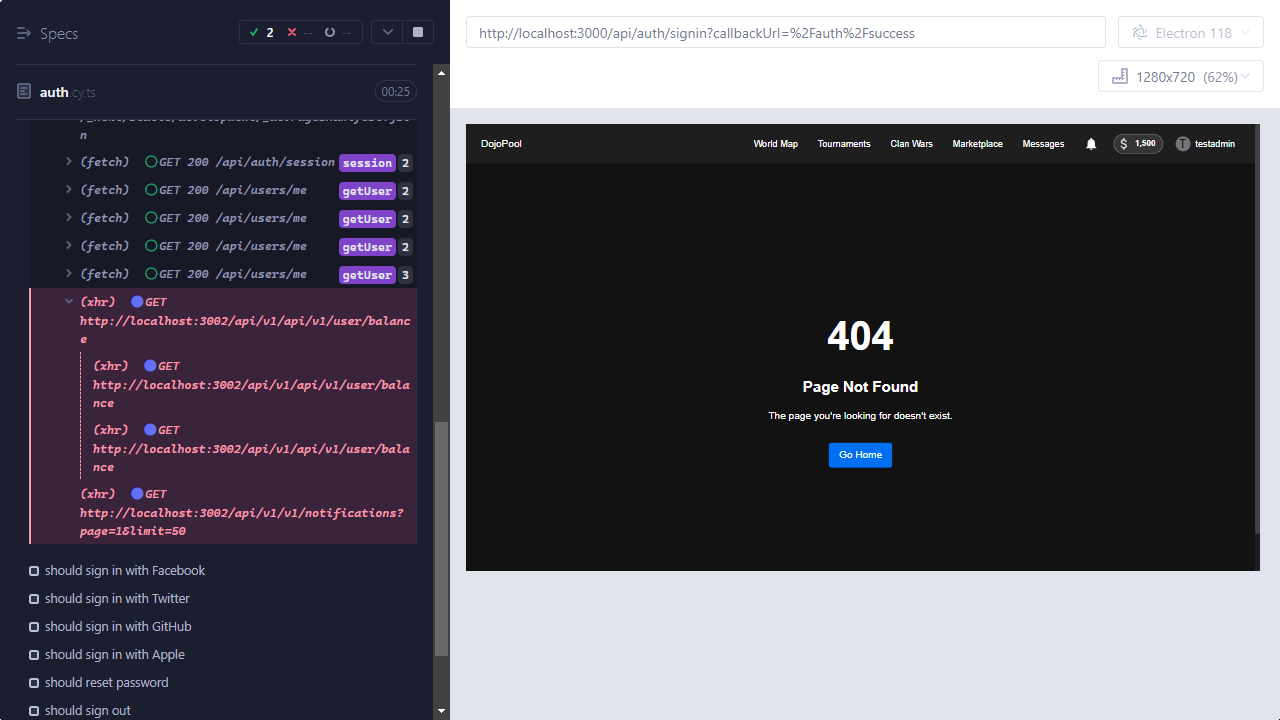 Specs
2
--
--
auth.cy.ts
00:25
n
(fetch) GET 200 /api/auth/session session 2
(fetch) GET 200 /api/users/me getUser 2
(fetch) GET 200 /api/users/me getUser 2
(fetch) GET 200 /api/users/me getUser 2
(fetch) GET 200 /api/users/me getUser 3
(xhr) GET
http://localhost:3002/api/v1/api/v1/user/balanc
e
(xhr) GET
http://localhost:3002/api/v1/api/v1/user/bala
nce
(xhr) GET
http://localhost:3002/api/v1/api/v1/user/bala
nce
(xhr) GET
http://localhost:3002/api/v1/v1/notifications?
page=1&limit=50
should sign in with Facebook
should sign in with Twitter
should sign in with GitHub
should sign in with Apple
should reset password
should sign out
http://localhost:3000/api/auth/signin?callbackUrl=%2Fauth%2Fsuccess
Electron 118
1280x720 (62%)
DojoPool
World Map
Tournaments
Clan Wars
Marketplace
Messages
$ 1,500
T testadmin
404
Page Not Found
The page you're looking for doesn't exist.
Go Home